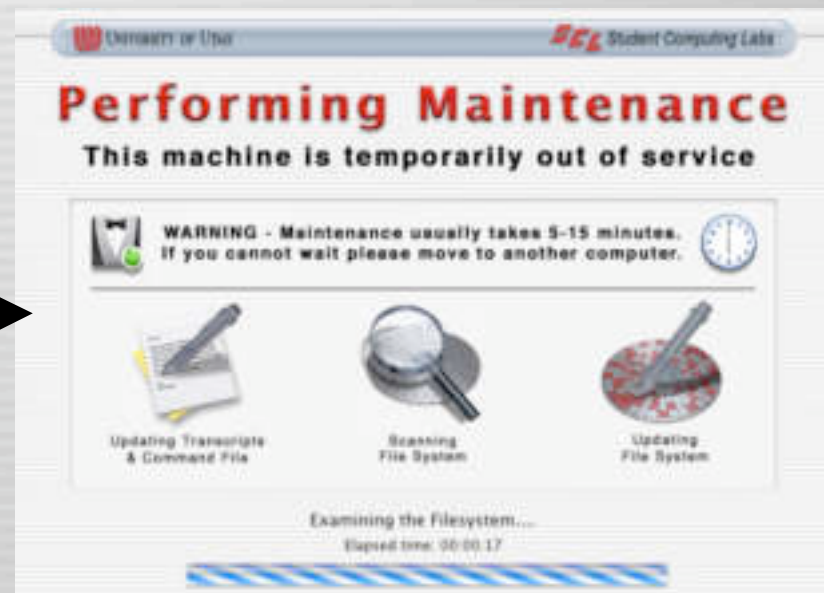 UNIVERSITY OF UTAH
SCL Student Computing Labs
Performing Maintenance
This machine is temporarily out of service
WARNING - Maintenance usually takes 5-15 minutes.
If you cannot wait please move to another computer.
Updating Transcripts
& Command File
Scanning
File System
Updating
File System
Examining the Filesystem....
Elapsed time: 00:00:17